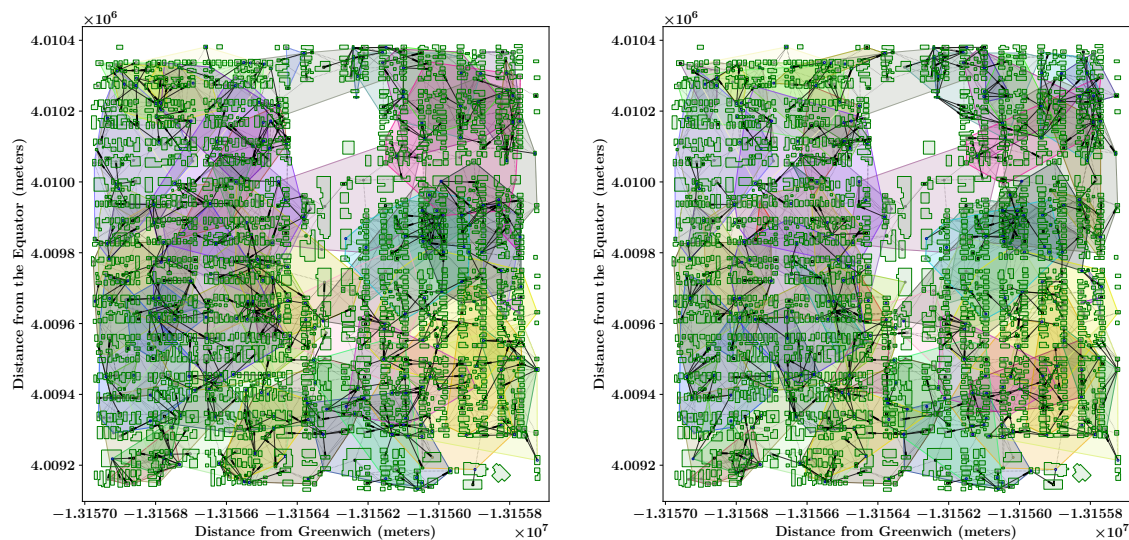 ×10⁶ ×10⁶
4.0104 4.0104
4.0102 4.0102
4.0100 4.0100
4.0098 4.0098
4.0096 4.0096
4.0094 4.0094
4.0092 4.0092
Distance from the Equator (meters) Distance from the Equator (meters)
−1.31570 −1.31568 −1.31566 −1.31564 −1.31562 −1.31560 −1.31558 −1.31570 −1.31568 −1.31566 −1.31564 −1.31562 −1.31560 −1.31558
Distance from Greenwich (meters) ×10⁷ Distance from Greenwich (meters) ×10⁷